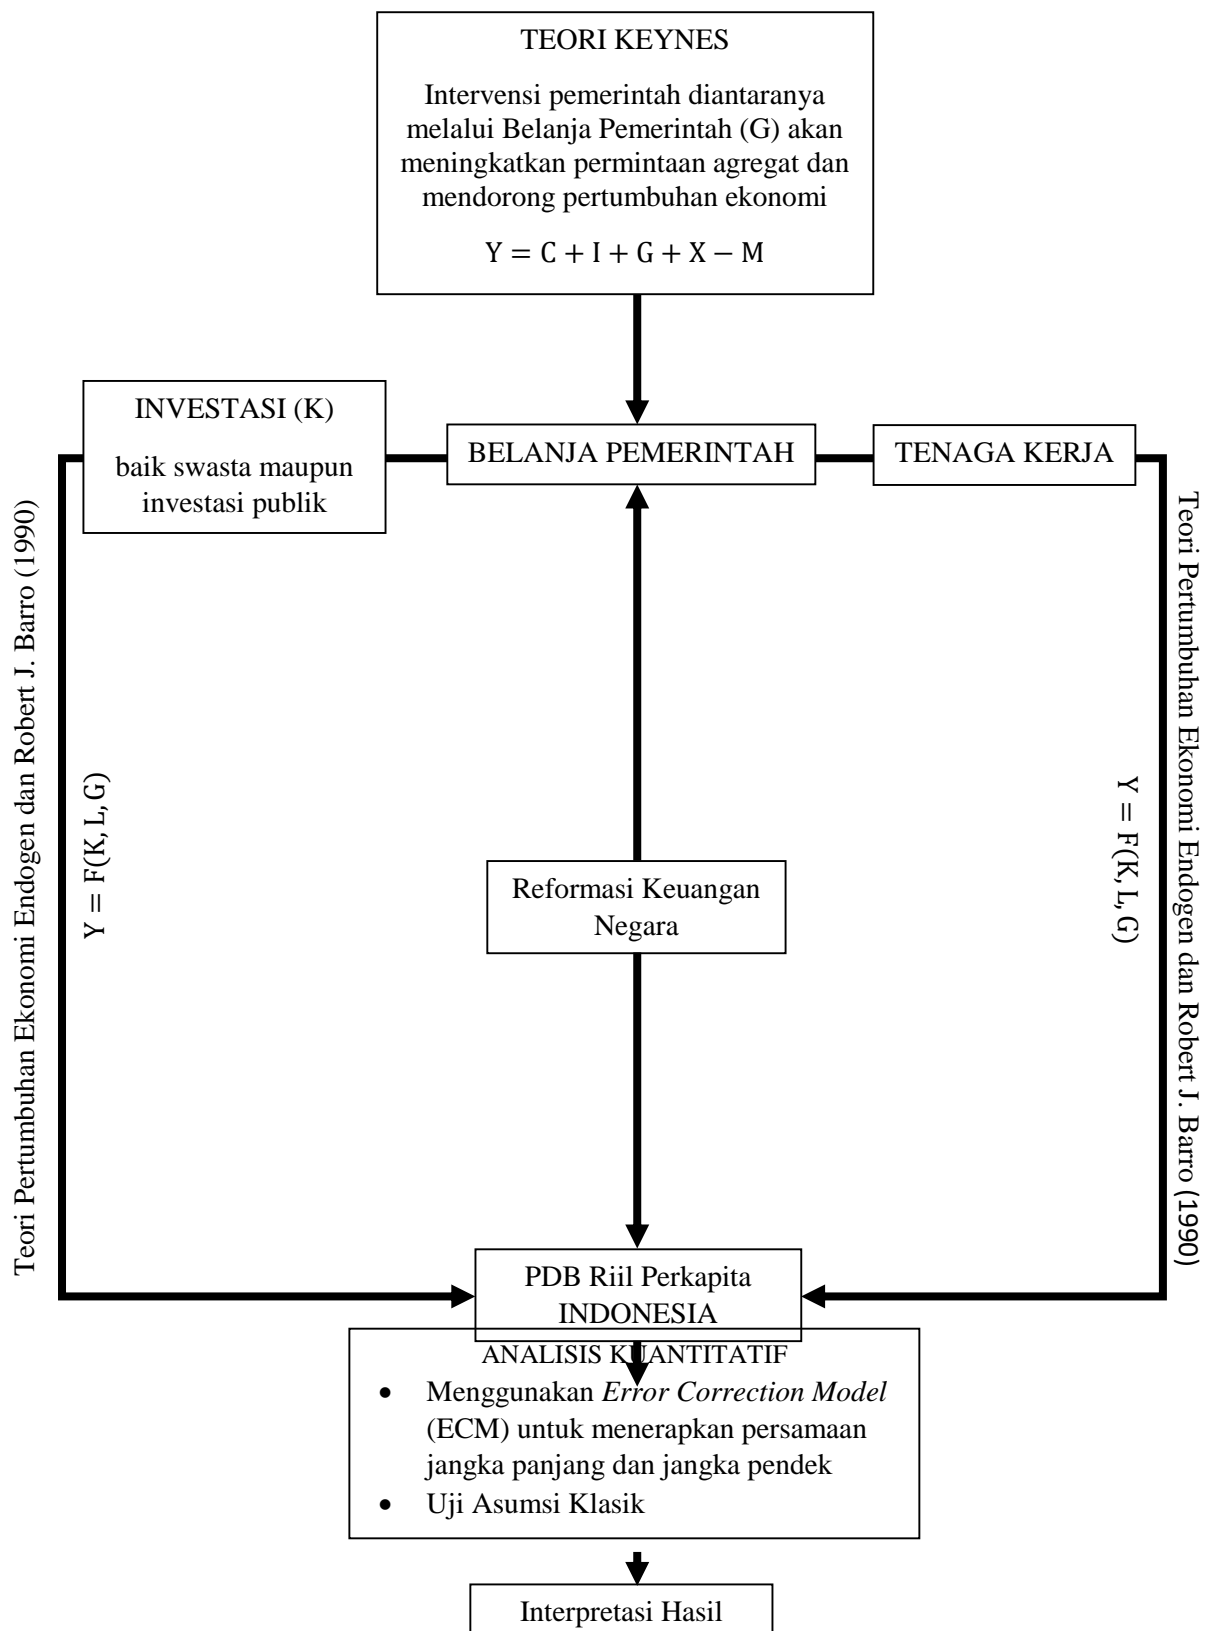 TEORI KEYNES
Intervensi pemerintah diantaranya
melalui Belanja Pemerintah (G) akan
meningkatkan permintaan agregat dan
mendorong pertumbuhan ekonomi
Y = C + I + G + X − M
INVESTASI (K)
baik swasta maupun
investasi publik
BELANJA PEMERINTAH
TENAGA KERJA
Teori Pertumbuhan Ekonomi Endogen dan Robert J. Barro (1990)
Y = F(K, L, G)
Reformasi Keuangan
Negara
Y = F(K, L, G)
Teori Pertumbuhan Ekonomi Endogen dan Robert J. Barro (1990)
PDB Riil Perkapita
INDONESIA
ANALISIS KUANTITATIF
• Menggunakan Error Correction Model
(ECM) untuk menerapkan persamaan
jangka panjang dan jangka pendek
• Uji Asumsi Klasik
Interpretasi Hasil